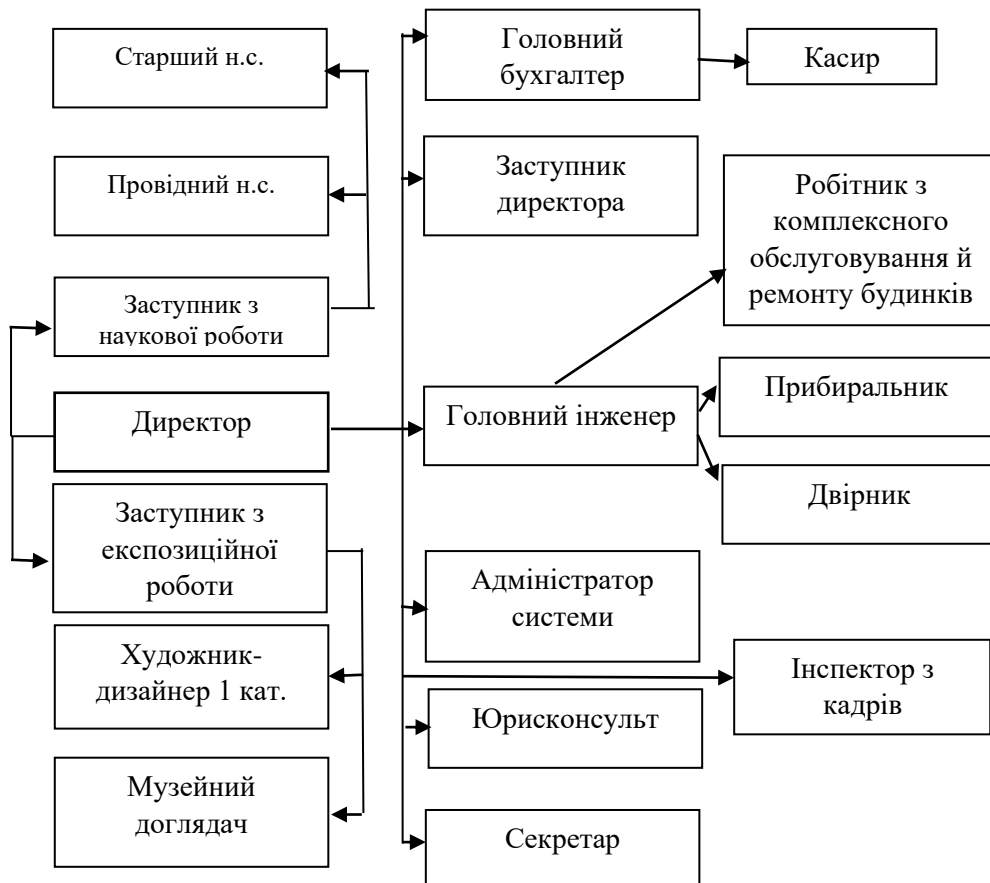 Старший н.с.
Провідний н.с.
Заступник з
наукової роботи
Директор
Заступник з
експозиційної
роботи
Художник-
дизайнер 1 кат.
Музейний
доглядач
Головний
бухгалтер
Заступник
директора
Головний інженер
Адміністратор
системи
Юрисконсульт
Секретар
Касир
Робітник з
комплексного
обслуговування й
ремонту будинків
Прибиральник
Двірник
Інспектор з
кадрів